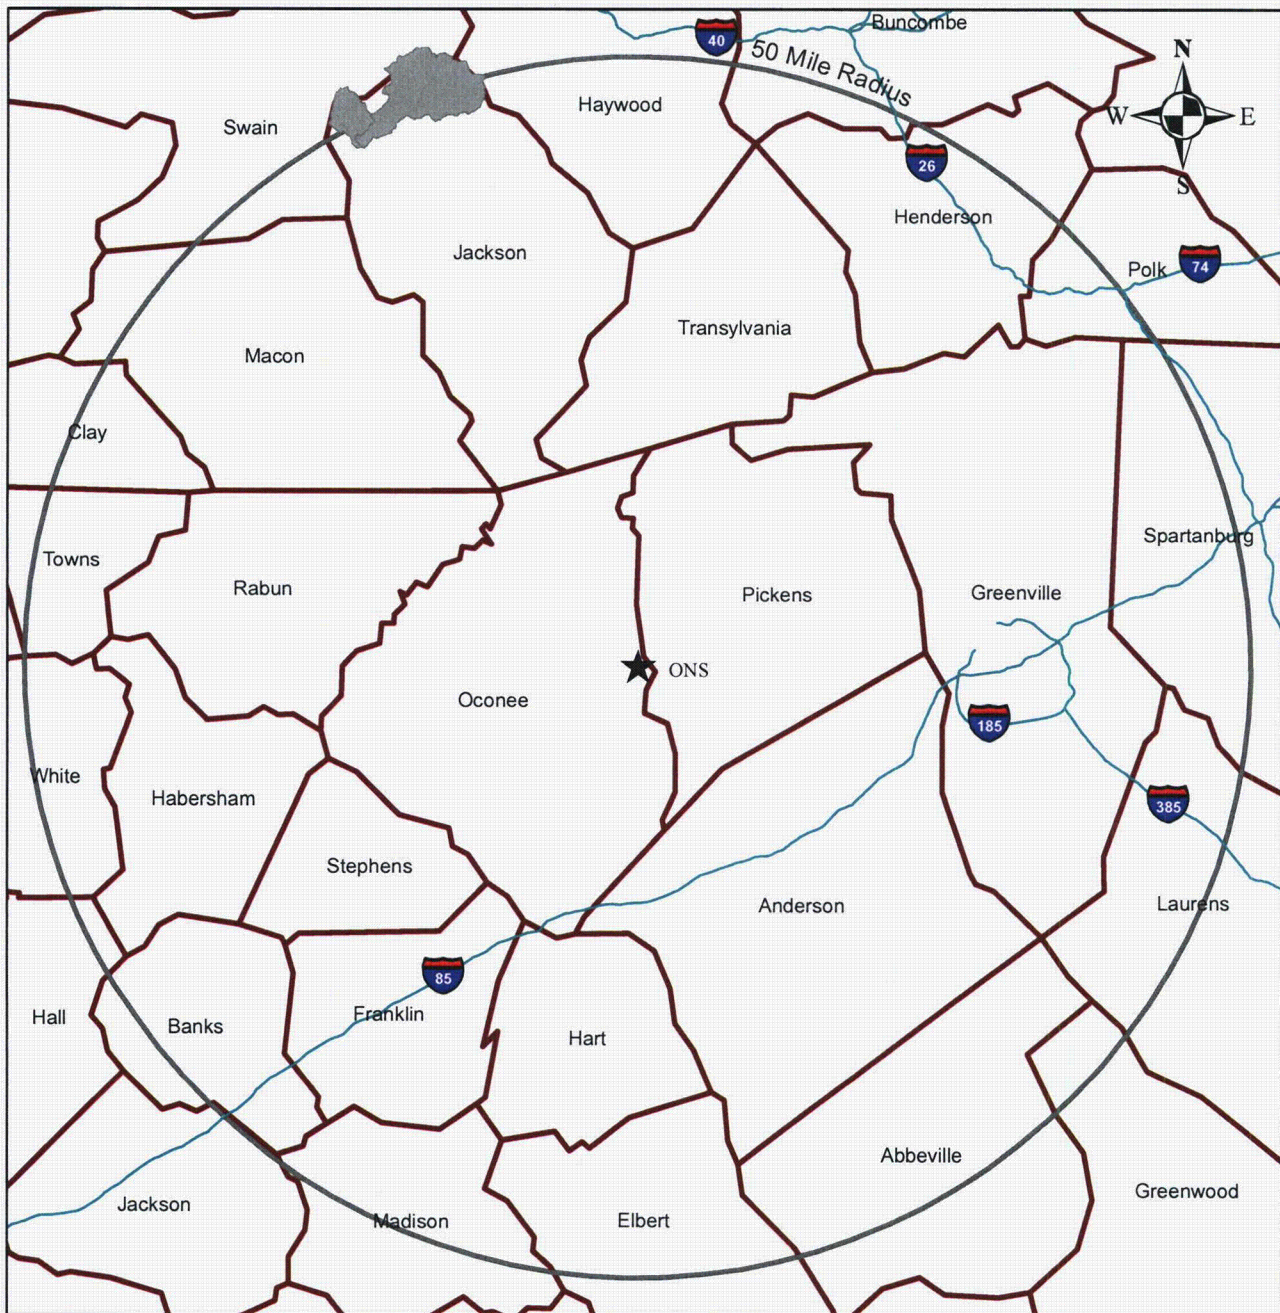 Buncombe
40
50 Mile Radius
N
Haywood
W
E
Swain
26
S
Henderson
Jackson
Polk
74
Transylvania
Macon
Clay
Spartanburg
Towns
Rabun
Pickens
Greenville
ONS
Oconee
185
White
Habersham
385
Stephens
Anderson
Laurens
85
Hall
Franklin
Banks
Hart
Abbeville
Greenwood
Jackson
Madison
Elbert